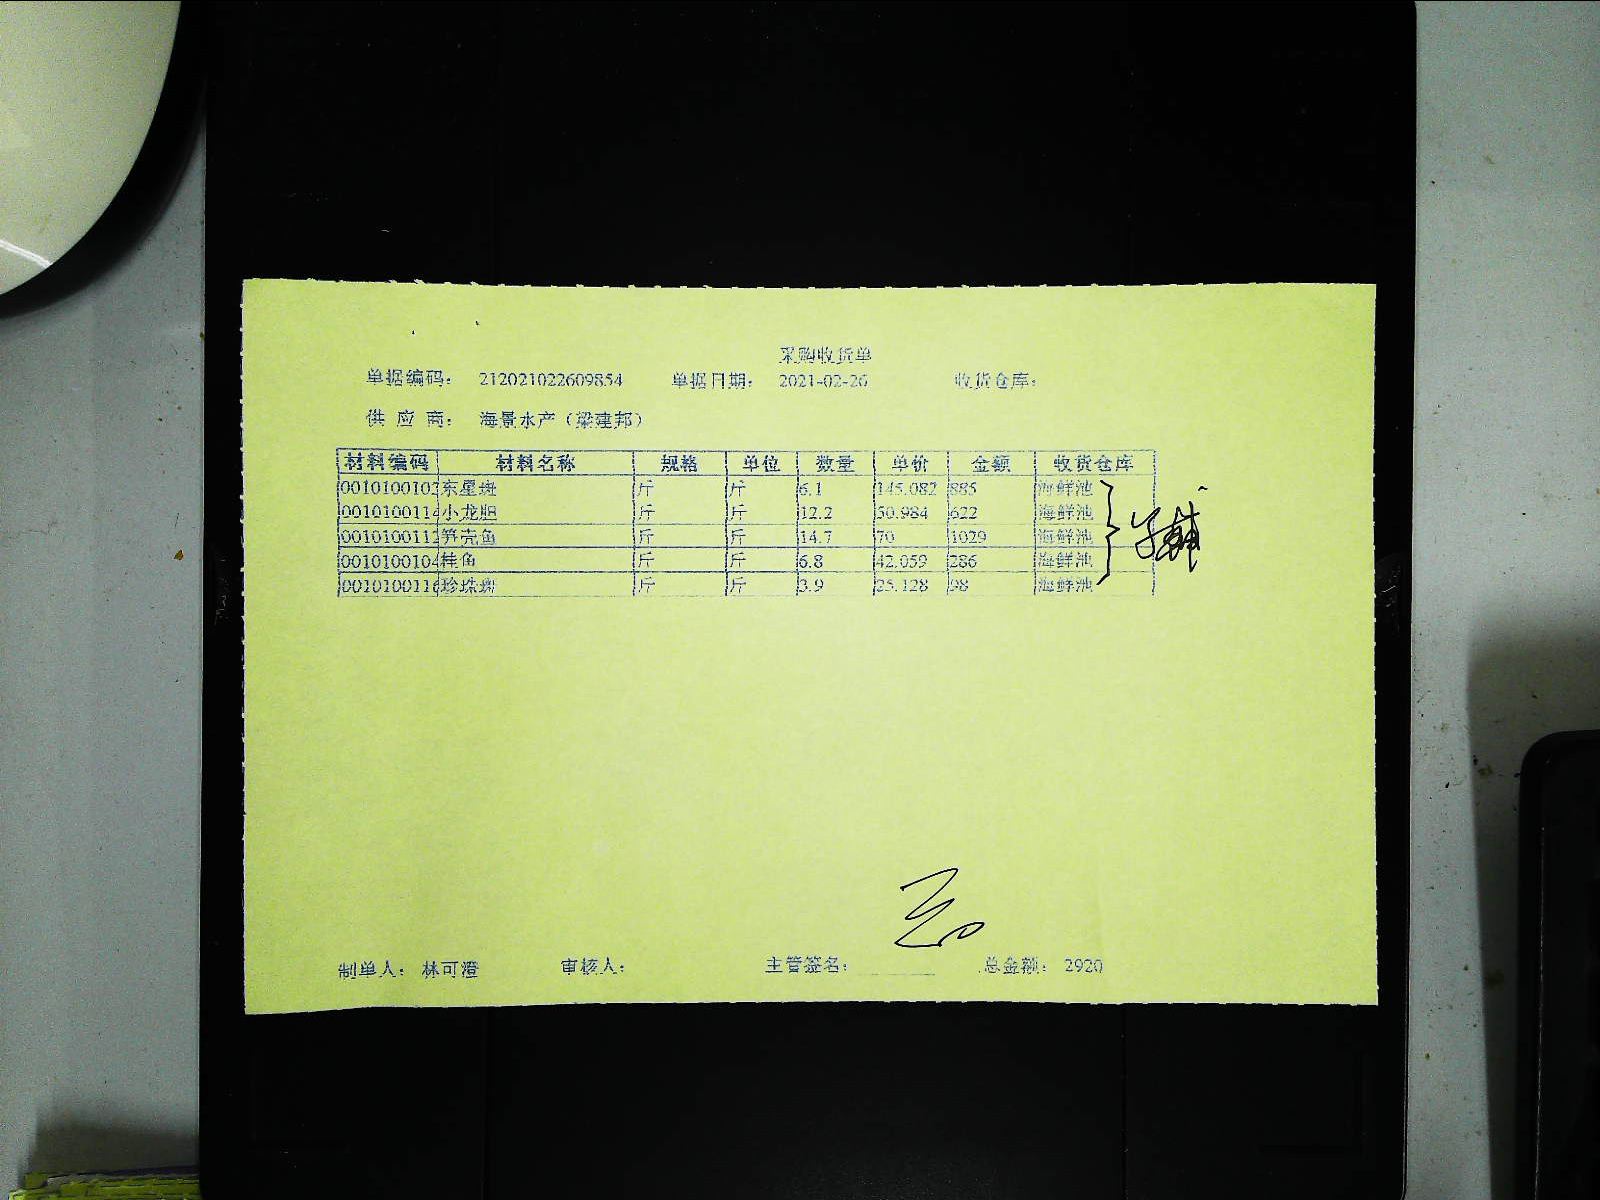 采购收货单
单据编码： 212021022609854 单据日期： 2021-02-26 收货仓库：
供 应 商： 海景水产（梁建邦）
材料编码 材料名称 规格 单位 数量 单价 金额 收货仓库
0010100103 东星斑 斤 斤 6.1 145.082 885 海鲜池
0010100114 小龙胆 斤 斤 12.2 50.984 622 海鲜池
0010100112 笋壳鱼 斤 斤 14.7 70 1029 海鲜池
0010100104 桂鱼 斤 斤 6.8 42.059 286 海鲜池
0010100116 珍珠斑 斤 斤 3.9 25.128 98 海鲜池
制单人： 林可澄 审核人： 主管签名： 总金额： 2920